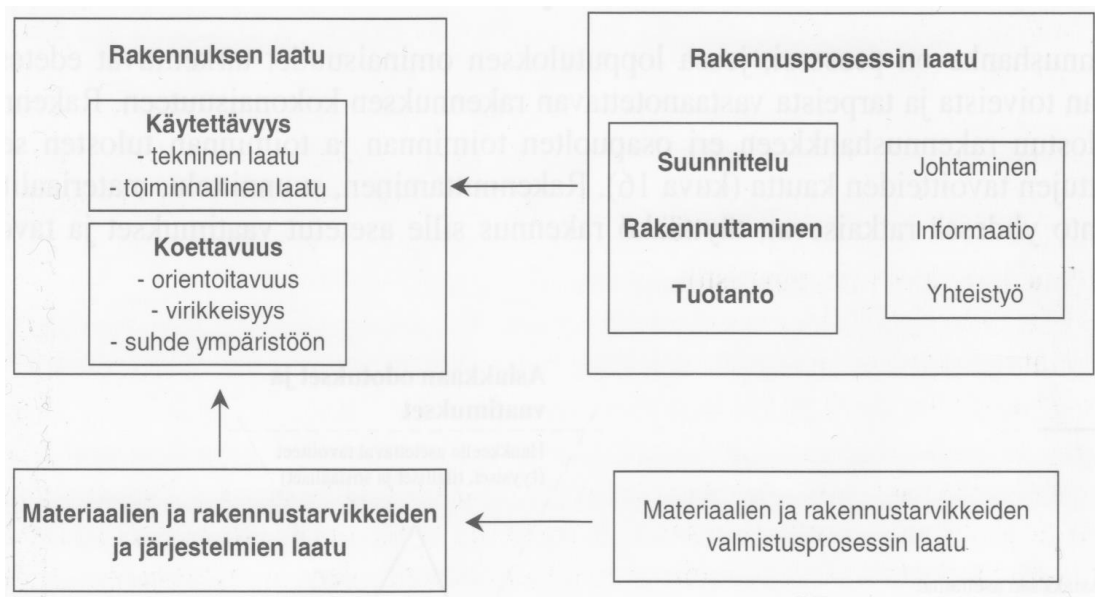 Rakennuksen laatu
Käytettävyys
- tekninen laatu
- toiminnallinen laatu
Koettavuus
- orientoitavuus
- virikkeisyys
- suhde ympäristöön
Rakennusprosessin laatu
Suunnittelu
Rakennuttaminen
Tuotanto
Johtaminen
Informaatio
Yhteistyö
Materiaalien ja rakennustarvikkeiden
ja järjestelmien laatu
Materiaalien ja rakennustarvikkeiden
valmistusprosessin laatu